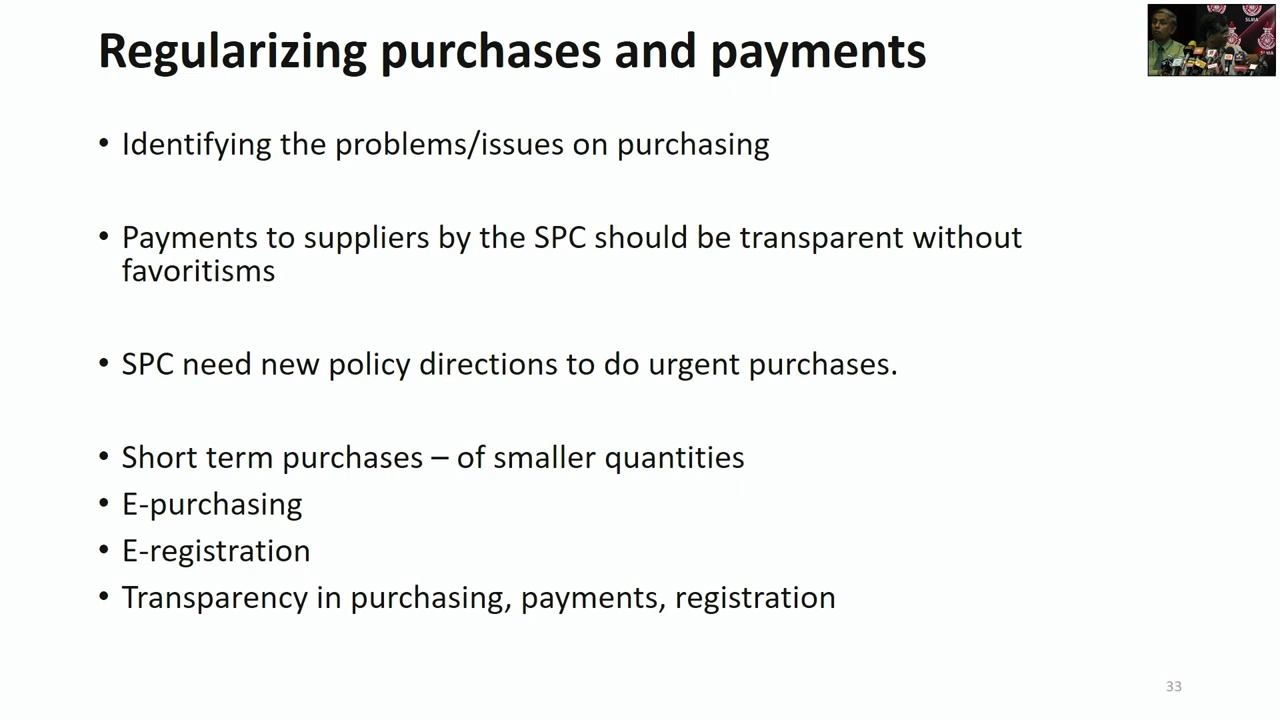 Regularizing purchases and payments
SLMA
• Identifying the problems/issues on purchasing
• Payments to suppliers by the SPC should be transparent without
favoritisms
• SPC need new policy directions to do urgent purchases.
• Short term purchases – of smaller quantities
• E-purchasing
• E-registration
• Transparency in purchasing, payments, registration
33